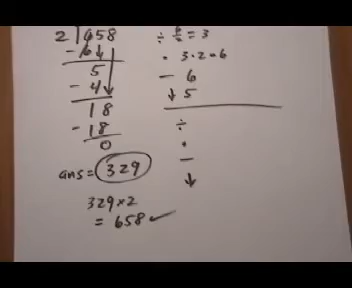 2 658
- 6 ↓
5
- 4 ↓
18
- 18
0
ans = 329
329 × 2
= 658 ✓
÷ 6/2 = 3
· 3·2=6
- 6
↓ 5
÷
·
-
↓